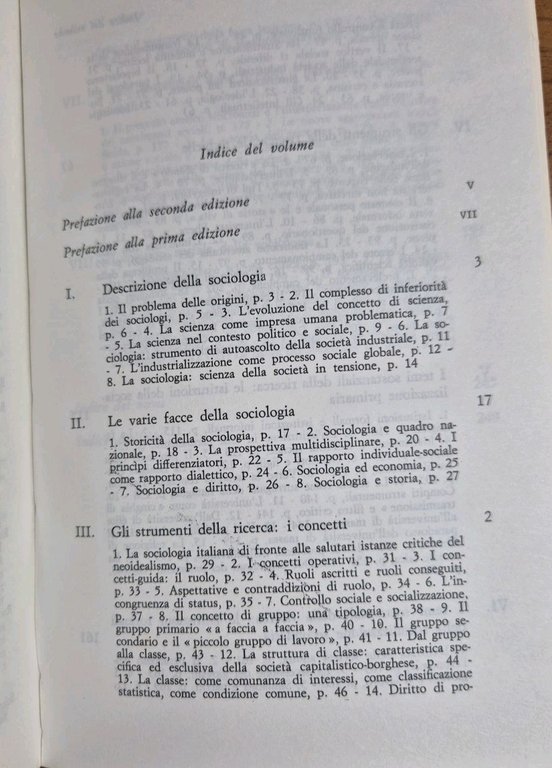 Indice del volume
Prefazione alla seconda edizione V
Prefazione alla prima edizione VII
I. Descrizione della sociologia 3
1. Il problema delle origini, p. 3 - 2. Il complesso di inferiorità
dei sociologi, p. 5 - 3. L'evoluzione del concetto di scienza,
p. 6 - 4. La scienza come impresa umana problematica, p. 7
- 5. La scienza nel contesto politico e sociale, p. 9 - 6. La so-
ciologia: strumento di autoascolto della società industriale, p. 11
- 7. L'industrializzazione come processo sociale globale, p. 12 -
8. La sociologia: scienza della società in tensione, p. 14
II. Le varie facce della sociologia 17
1. Storicità della sociologia, p. 17 - 2. Sociologia e quadro na-
zionale, p. 18 - 3. La prospettiva multidisciplinare, p. 20 - 4. I
princìpi differenziatori, p. 22 - 5. Il rapporto individuale-sociale
come rapporto dialettico, p. 24 - 6. Sociologia ed economia, p. 25
- 7. Sociologia e diritto, p. 26 - 8. Sociologia e storia, p. 27
III. Gli strumenti della ricerca: i concetti 2
1. La sociologia italiana di fronte alle salutari istanze critiche del
neoidealismo, p. 29 - 2. I concetti operativi, p. 31 - 3. I con-
cetti-guida: il ruolo, p. 32 - 4. Ruoli ascritti e ruoli conseguiti,
p. 33 - 5. Aspettative e contraddizioni di ruolo, p. 34 - 6. L'in-
congruenza di status, p. 35 - 7. Controllo sociale e socializzazione,
p. 37 - 8. Il concetto di gruppo: una tipologia, p. 38 - 9. Il
gruppo primario « a faccia a faccia », p. 40 - 10. Il gruppo se-
condario e il « piccolo gruppo di lavoro », p. 41 - 11. Dal gruppo
alla classe, p. 43 - 12. La struttura di classe: caratteristica spe-
cifica ed esclusiva della società capitalistico-borghese, p. 44 -
13. La classe: come comunanza di interessi, come classificazione
statistica, come condizione comune, p. 46 - 14. Diritto di pro-